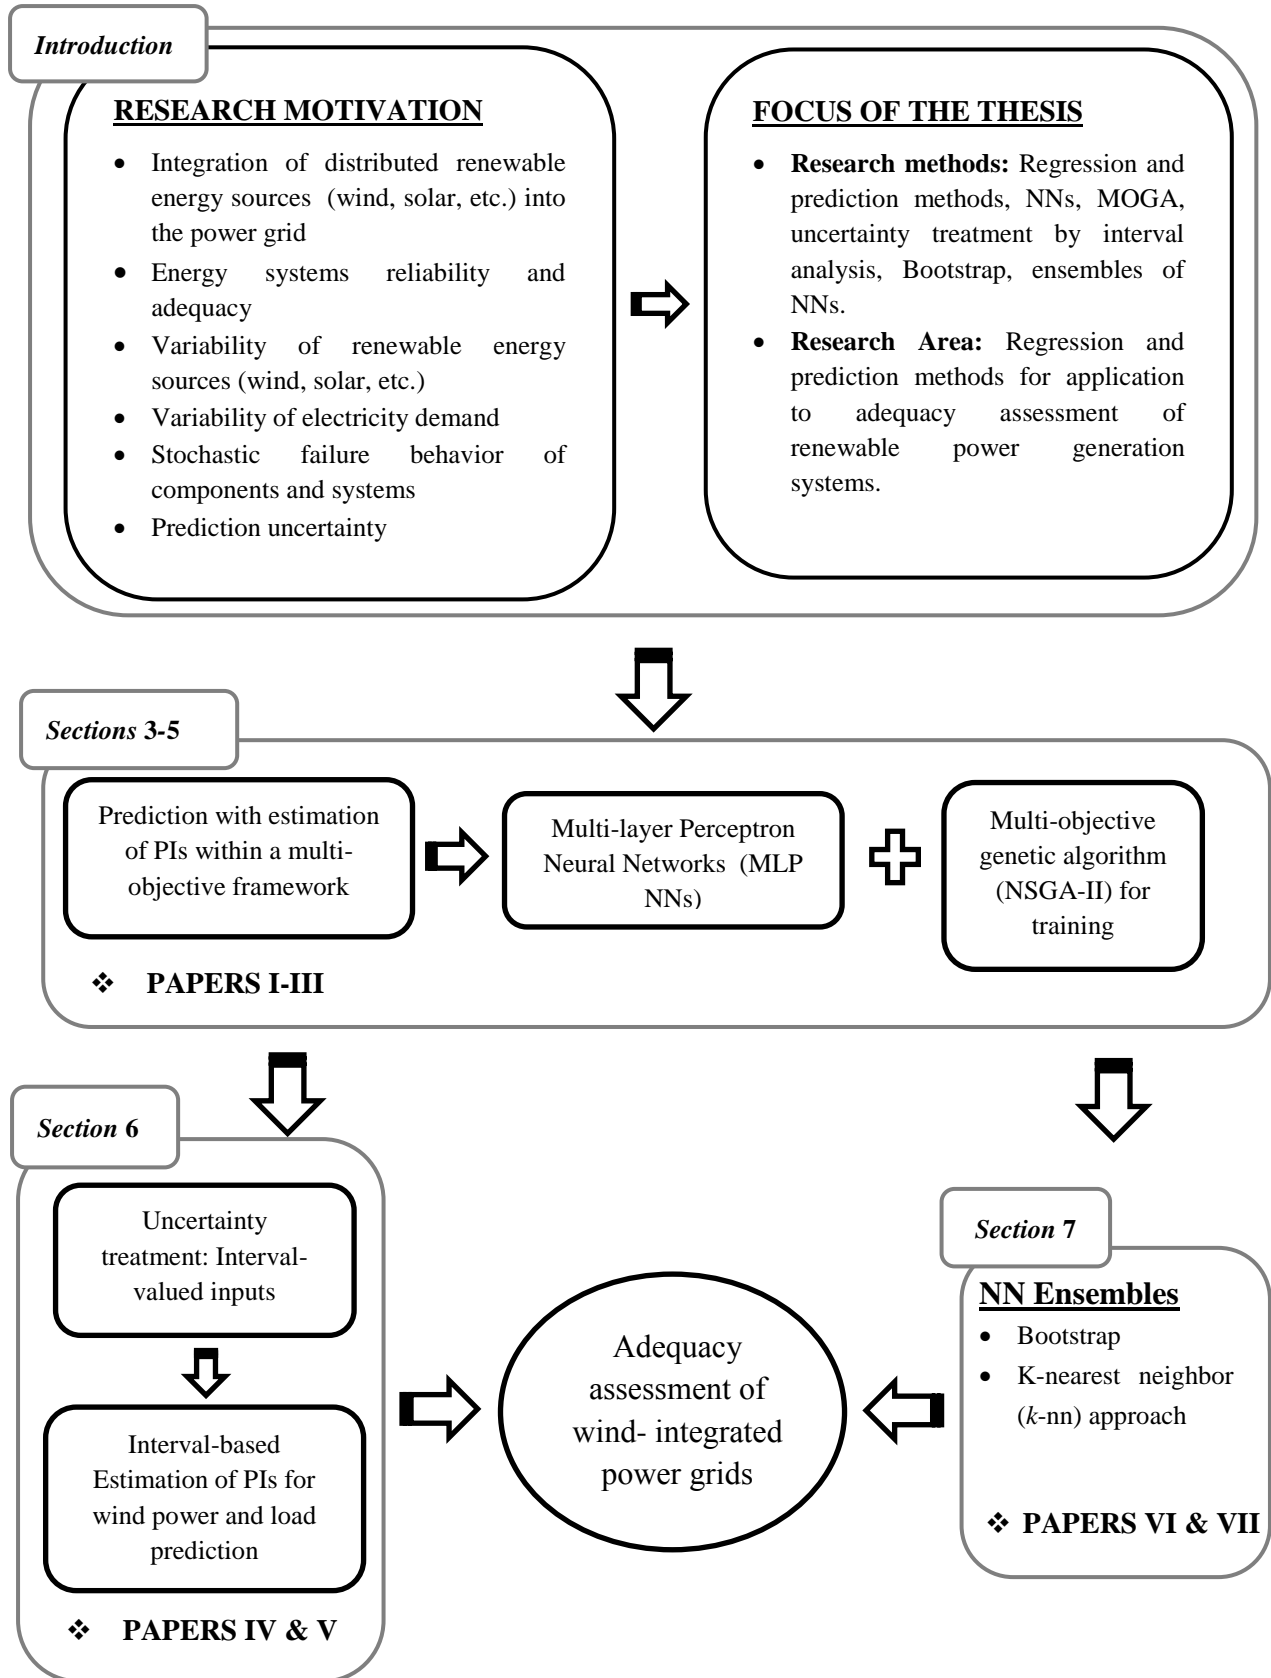 Introduction
RESEARCH MOTIVATION
• Integration of distributed renewable
energy sources (wind, solar, etc.) into
the power grid
• Energy systems reliability and
adequacy
• Variability of renewable energy
sources (wind, solar, etc.)
• Variability of electricity demand
• Stochastic failure behavior of
components and systems
• Prediction uncertainty
FOCUS OF THE THESIS
• Research methods: Regression and
prediction methods, NNs, MOGA,
uncertainty treatment by interval
analysis, Bootstrap, ensembles of
NNs.
• Research Area: Regression and
prediction methods for application
to adequacy assessment of
renewable power generation
systems.
Sections 3-5
Prediction with estimation
of PIs within a multi-
objective framework
Multi-layer Perceptron
Neural Networks (MLP
NNs)
Multi-objective
genetic algorithm
(NSGA-II) for
training
❖ PAPERS I-III
Section 6
Uncertainty
treatment: Interval-
valued inputs
Interval-based
Estimation of PIs for
wind power and load
prediction
❖ PAPERS IV & V
Adequacy
assessment of
wind- integrated
power grids
Section 7
NN Ensembles
• Bootstrap
• K-nearest neighbor
(k-nn) approach
❖ PAPERS VI & VII